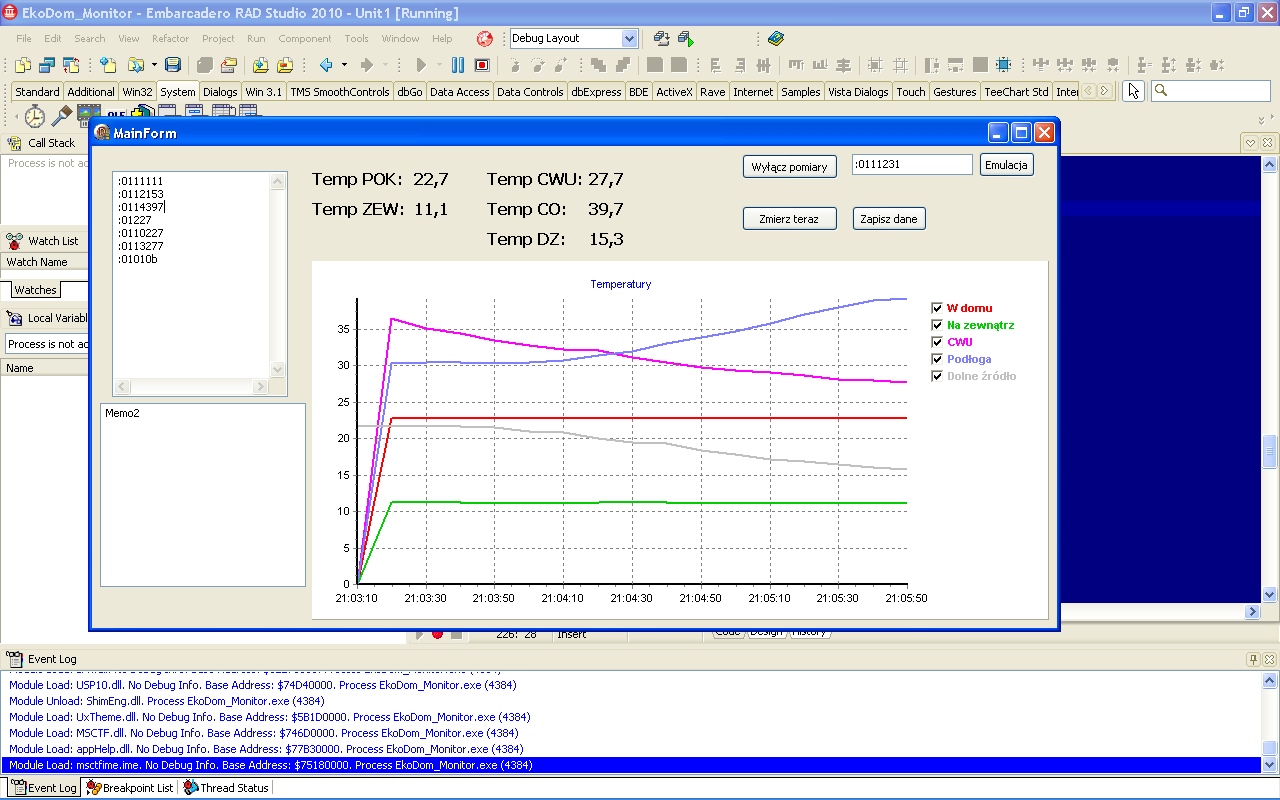 EkoDom_Monitor - Embarcadero RAD Studio 2010 - Unit1 [Running]
File Edit Search View Refactor Project Run Component Tools Window Help
Debug Layout
Standard Additional Win32 System Dialogs Win 3.1 TMS SmoothControls dbGo Data Access Data Controls dbExpress BDE ActiveX Rave Internet Samples Vista Dialogs Touch Gestures TeeChart Std
Call Stack
Process is not
Watch List
Watch Name
Watches
Local Variabl
Process is not
Name
MainForm
:0111111
:0112153
:0114397
:01227
:0110227
:0113277
:01010b
Memo2
Temp POK: 22,7
Temp CWU: 27,7
Temp ZEW: 11,1
Temp CO: 39,7
Temp DZ: 15,3
Wyłącz pomiary
:0111231
Emulacja
Zmierz teraz
Zapisz dane
Temperatury
35
30
25
20
15
10
5
0
21:03:10 21:03:30 21:03:50 21:04:10 21:04:30 21:04:50 21:05:10 21:05:30 21:05:50
W domu
Na zewnątrz
CWU
Podłoga
Dolne źródło
226: 28 Insert
Code Design History
Event Log
Module Load: USP10.dll. No Debug Info. Base Address: $74D40000. Process EkoDom_Monitor.exe (4384)
Module Unload: ShimEng.dll. Process EkoDom_Monitor.exe (4384)
Module Load: UxTheme.dll. No Debug Info. Base Address: $5B1D0000. Process EkoDom_Monitor.exe (4384)
Module Load: MSCTF.dll. No Debug Info. Base Address: $746D0000. Process EkoDom_Monitor.exe (4384)
Module Load: appHelp.dll. No Debug Info. Base Address: $77B30000. Process EkoDom_Monitor.exe (4384)
Module Load: msctfime.ime. No Debug Info. Base Address: $75180000. Process EkoDom_Monitor.exe (4384)
Event Log Breakpoint List Thread Status